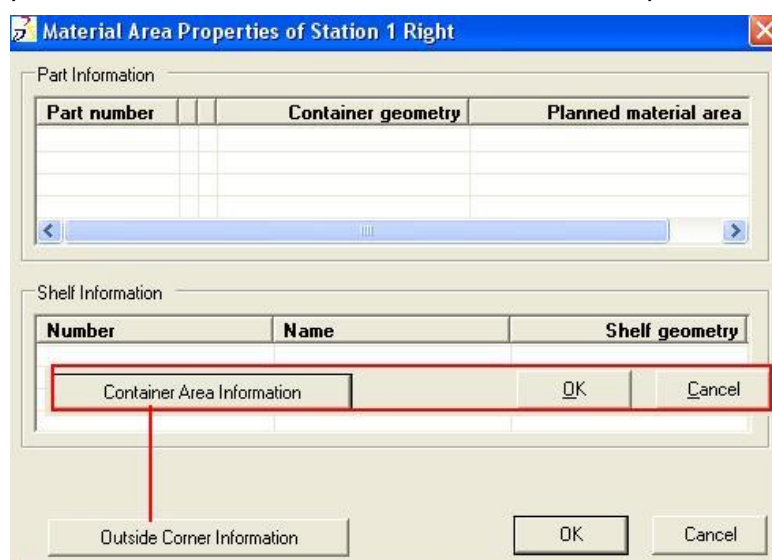 Material Area Properties of Station 1 Right
Part Information
Part number Container geometry Planned material area
Shelf Information
Number Name Shelf geometry
Container Area Information OK Cancel
Outside Corner Information OK Cancel